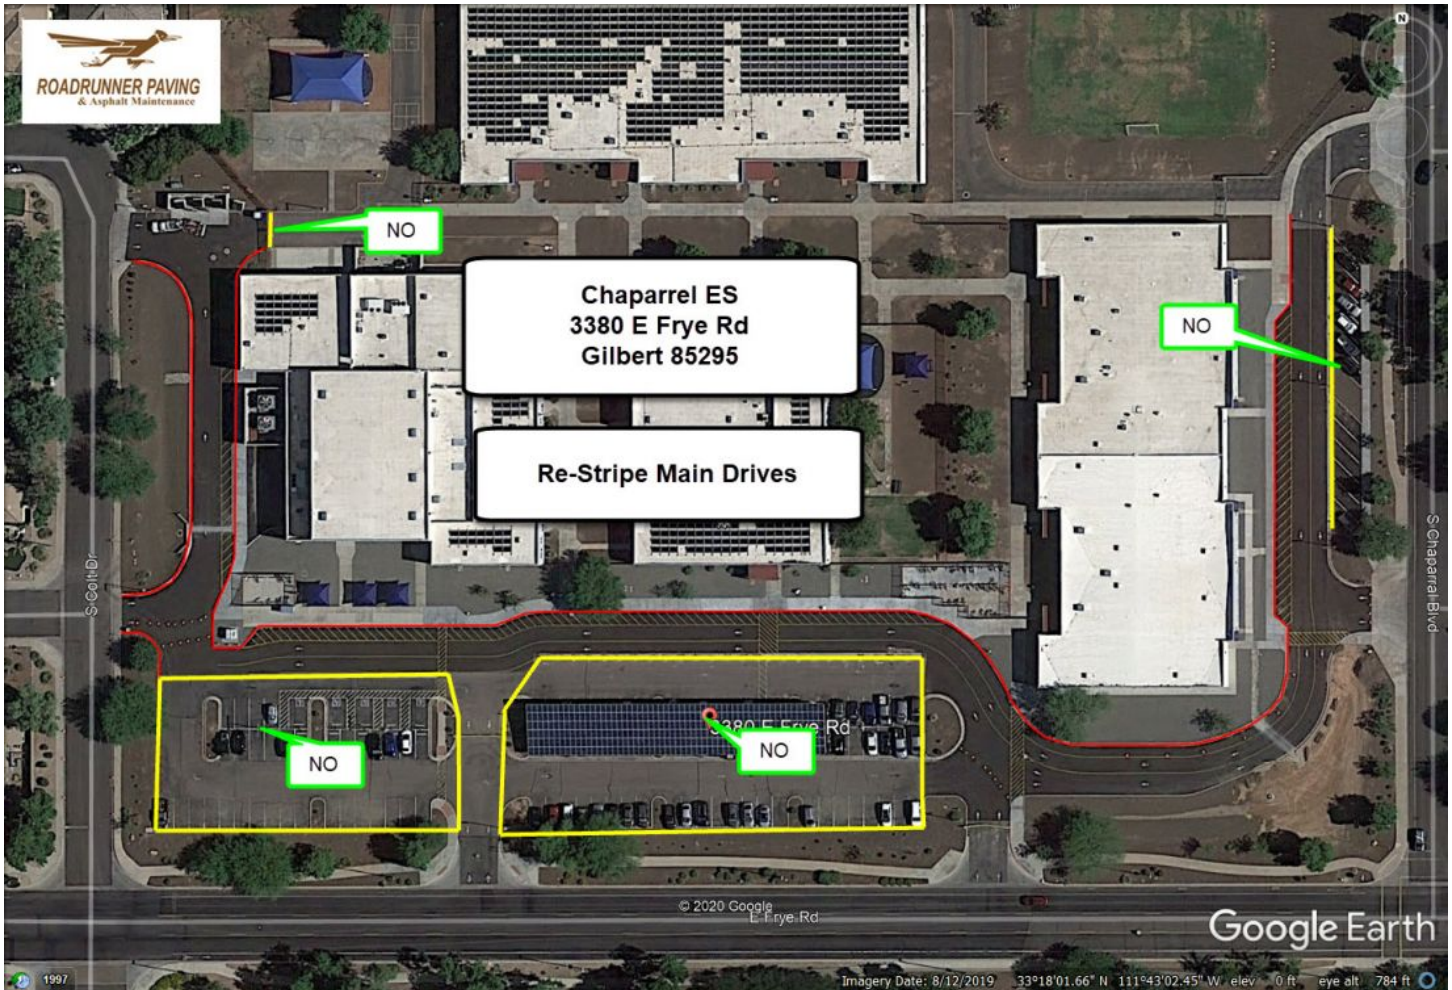 ROADRUNNER PAVING
& Asphalt Maintenance
N
NO
Chaparrel ES
3380 E Frye Rd
Gilbert 85295
NO
Re-Stripe Main Drives
S Colt Dr
S Chaparral Blvd
3380 E Frye Rd
NO
NO
© 2020 Google
E Frye Rd
Google Earth
1997
Imagery Date: 8/12/2019 33°18'01.66" N 111°43'02.45" W elev 0 ft eye alt 784 ft